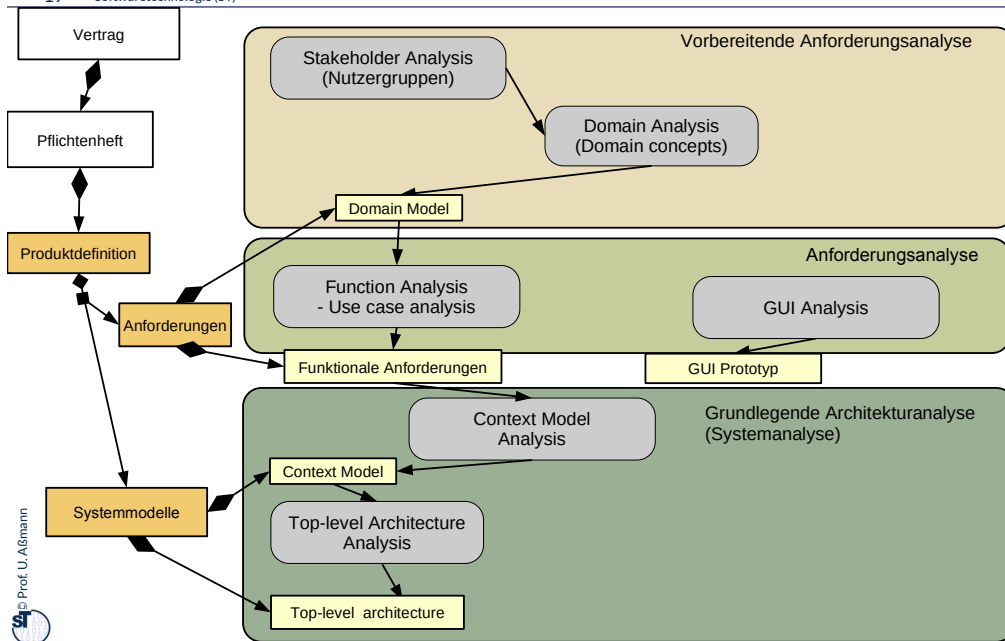 Vertrag
Vorbereitende Anforderungsanalyse
Stakeholder Analysis
(Nutzergruppen)
Pflichtenheft
Domain Analysis
(Domain concepts)
Domain Model
Produktdefinition
Anforderungsanalyse
Function Analysis
- Use case analysis
GUI Analysis
Anforderungen
Funktionale Anforderungen
GUI Prototyp
Grundlegende Architekturanalyse
(Systemanalyse)
Context Model
Analysis
Context Model
Systemmodelle
Top-level Architecture
Analysis
Top-level architecture
© Prof. U. Aßmann
ST